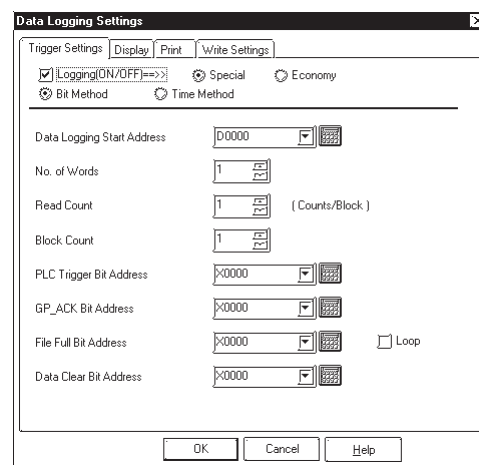 Data Logging Settings
Trigger Settings Display Print Write Settings
Logging(ON/OFF)==>> Special Economy
Bit Method Time Method
Data Logging Start Address D0000
No. of Words 1
Read Count 1 ( Counts/Block )
Block Count 1
PLC Trigger Bit Address X0000
GP_ACK Bit Address X0000
File Full Bit Address X0000 Loop
Data Clear Bit Address X0000
OK Cancel Help